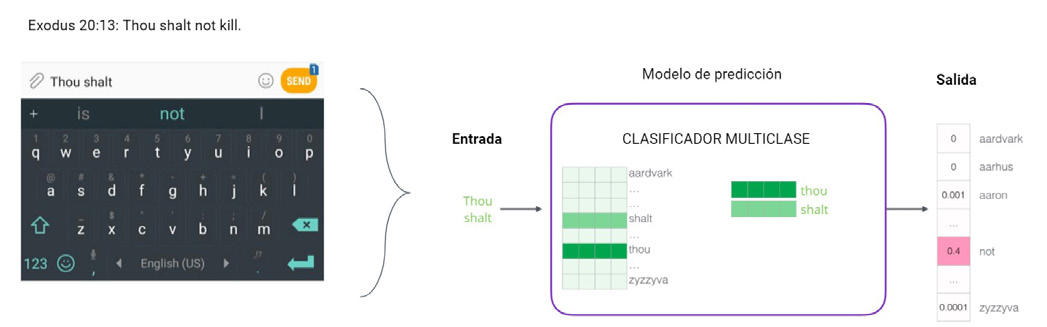 Exodus 20:13: Thou shalt not kill.
Thou shalt
SEND
1
+ is not I
1 2 3 4 5 6 7 8 9 0
q w e r t y u i o p
@ # & * - + = ( )
a s d f g h j k l
_ $ " ' : ; /
z x c v b n m
123 , English (US) .
Entrada
Thou
shalt
Modelo de predicción
CLASIFICADOR MULTICLASE
aardvark
...
...
shalt
...
thou
...
zyzzyva
thou
shalt
Salida
0 aardvark
0 aarhus
0.001 aaron
...
0.4 not
...
0.0001 zyzzyva